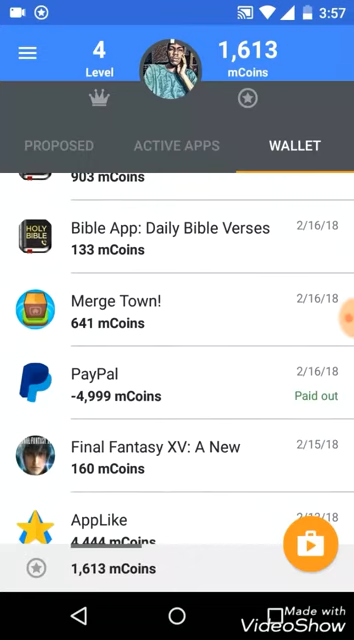 3:57
4
1,613
Level
mCoins
PROPOSED
ACTIVE APPS
WALLET
903 mCoins
HOLY
BIBLE
Bible App: Daily Bible Verses
2/16/18
133 mCoins
Merge Town!
2/16/18
641 mCoins
PayPal
2/16/18
-4,999 mCoins
Paid out
Final Fantasy XV: A New
2/15/18
160 mCoins
AppLike
4,444 mCoins
1,613 mCoins
Made with
VideoShow